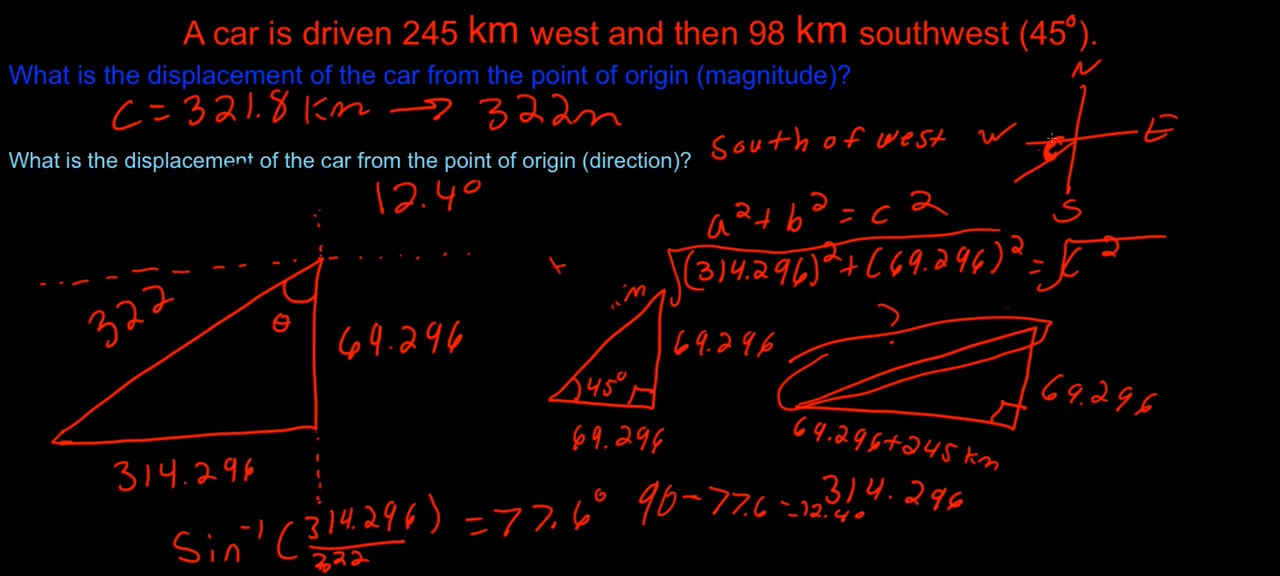 A car is driven 245 km west and then 98 km southwest (45°).
What is the displacement of the car from the point of origin (magnitude)?
N
C = 321.8 Km → 322m
South of west W E
What is the displacement of the car from the point of origin (direction)?
S
12.4°
a² + b² = c²
√(314.296)² + (69.296)² = √c²
322
θ
69.296
314.296
45°
69.296
69.296
?
69.296
69.296 + 245 km
314.296
Sin⁻¹ (314.296/322) = 77.6° 90 - 77.6 = 12.4°